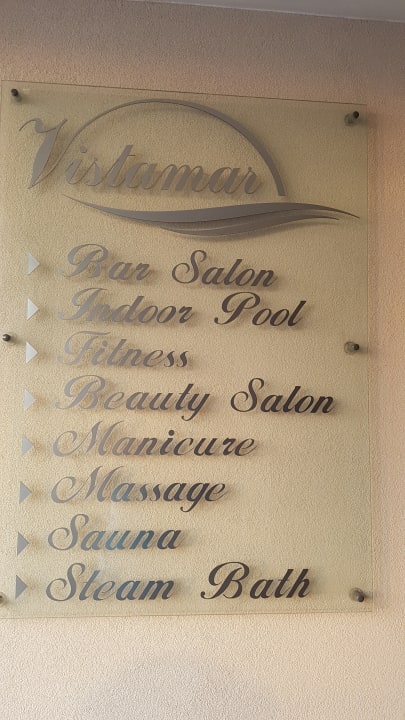 Vistamar
Bar Salon
Indoor Pool
Fitness
Beauty Salon
Manicure
Massage
Sauna
Steam Bath